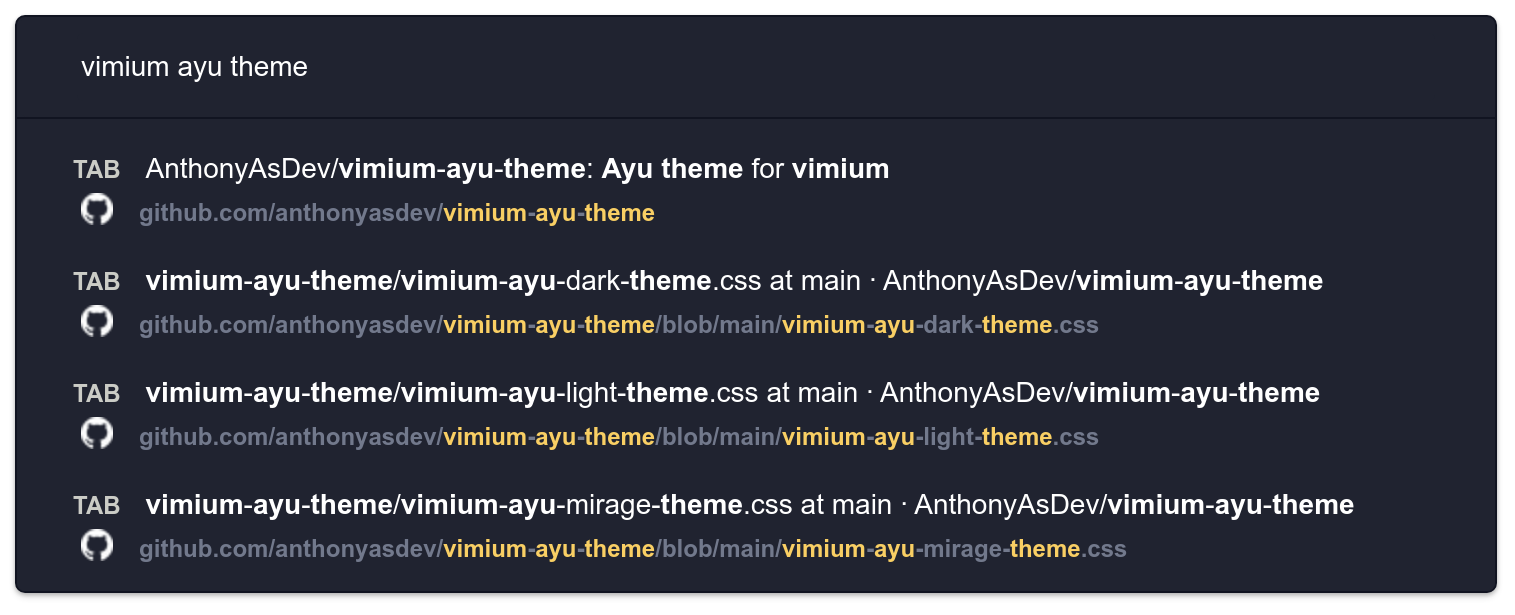 vimium ayu theme
TAB AnthonyAsDev/vimium-ayu-theme: Ayu theme for vimium
github.com/anthonyasdev/vimium-ayu-theme
TAB vimium-ayu-theme/vimium-ayu-dark-theme.css at main · AnthonyAsDev/vimium-ayu-theme
github.com/anthonyasdev/vimium-ayu-theme/blob/main/vimium-ayu-dark-theme.css
TAB vimium-ayu-theme/vimium-ayu-light-theme.css at main · AnthonyAsDev/vimium-ayu-theme
github.com/anthonyasdev/vimium-ayu-theme/blob/main/vimium-ayu-light-theme.css
TAB vimium-ayu-theme/vimium-ayu-mirage-theme.css at main · AnthonyAsDev/vimium-ayu-theme
github.com/anthonyasdev/vimium-ayu-theme/blob/main/vimium-ayu-mirage-theme.css